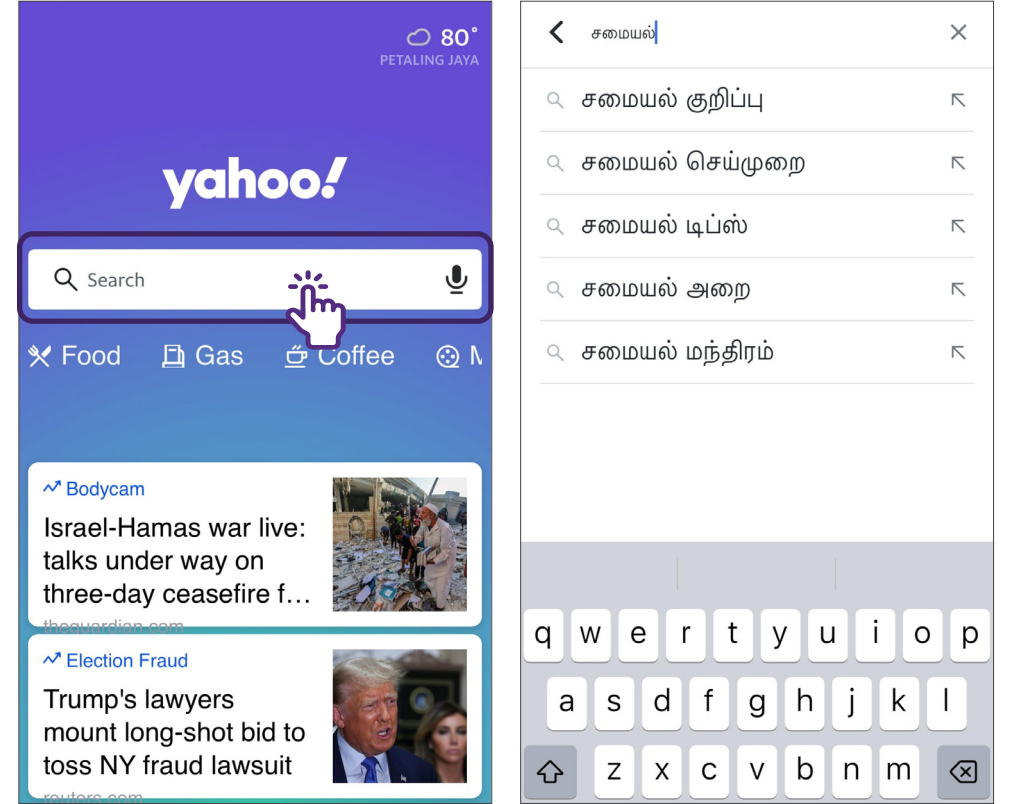 80°
PETALING JAYA
yahoo!
Search
Food Gas Coffee
Bodycam
Israel-Hamas war live:
talks under way on
three-day ceasefire f...
theguardian.com
Election Fraud
Trump's lawyers
mount long-shot bid to
toss NY fraud lawsuit
reuters.com
சமையல்
சமையல் குறிப்பு
சமையல் செய்முறை
சமையல் டிப்ஸ்
சமையல் அறை
சமையல் மந்திரம்
q w e r t y u i o p
a s d f g h j k l
z x c v b n m